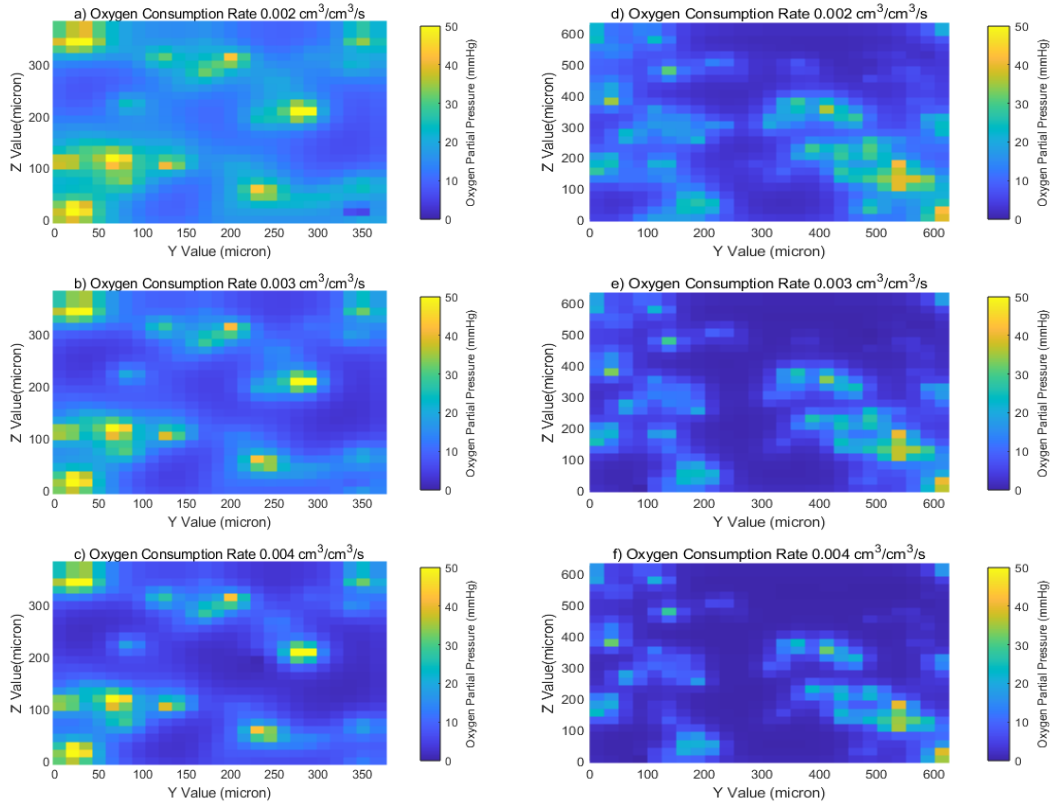 a) Oxygen Consumption Rate 0.002 cm³/cm³/s
Z Value(micron)
300
200
100
0
0 50 100 150 200 250 300 350
Y Value (micron)
50
40
30
20
10
0
Oxygen Partial Pressure (mmHg)
d) Oxygen Consumption Rate 0.002 cm³/cm³/s
Z Value (micron)
600
500
400
300
200
100
0
0 100 200 300 400 500 600
Y Value (micron)
50
40
30
20
10
0
Oxygen Partial Pressure (mmHg)
b) Oxygen Consumption Rate 0.003 cm³/cm³/s
Z Value(micron)
300
200
100
0
0 50 100 150 200 250 300 350
Y Value (micron)
50
40
30
20
10
0
Oxygen Partial Pressure (mmHg)
e) Oxygen Consumption Rate 0.003 cm³/cm³/s
Z Value (micron)
600
500
400
300
200
100
0
0 100 200 300 400 500 600
Y Value (micron)
50
40
30
20
10
0
Oxygen Partial Pressure (mmHg)
c) Oxygen Consumption Rate 0.004 cm³/cm³/s
Z Value(micron)
300
200
100
0
0 50 100 150 200 250 300 350
Y Value (micron)
50
40
30
20
10
0
Oxygen Partial Pressure (mmHg)
f) Oxygen Consumption Rate 0.004 cm³/cm³/s
Z Value (micron)
600
500
400
300
200
100
0
0 100 200 300 400 500 600
Y Value (micron)
50
40
30
20
10
0
Oxygen Partial Pressure (mmHg)